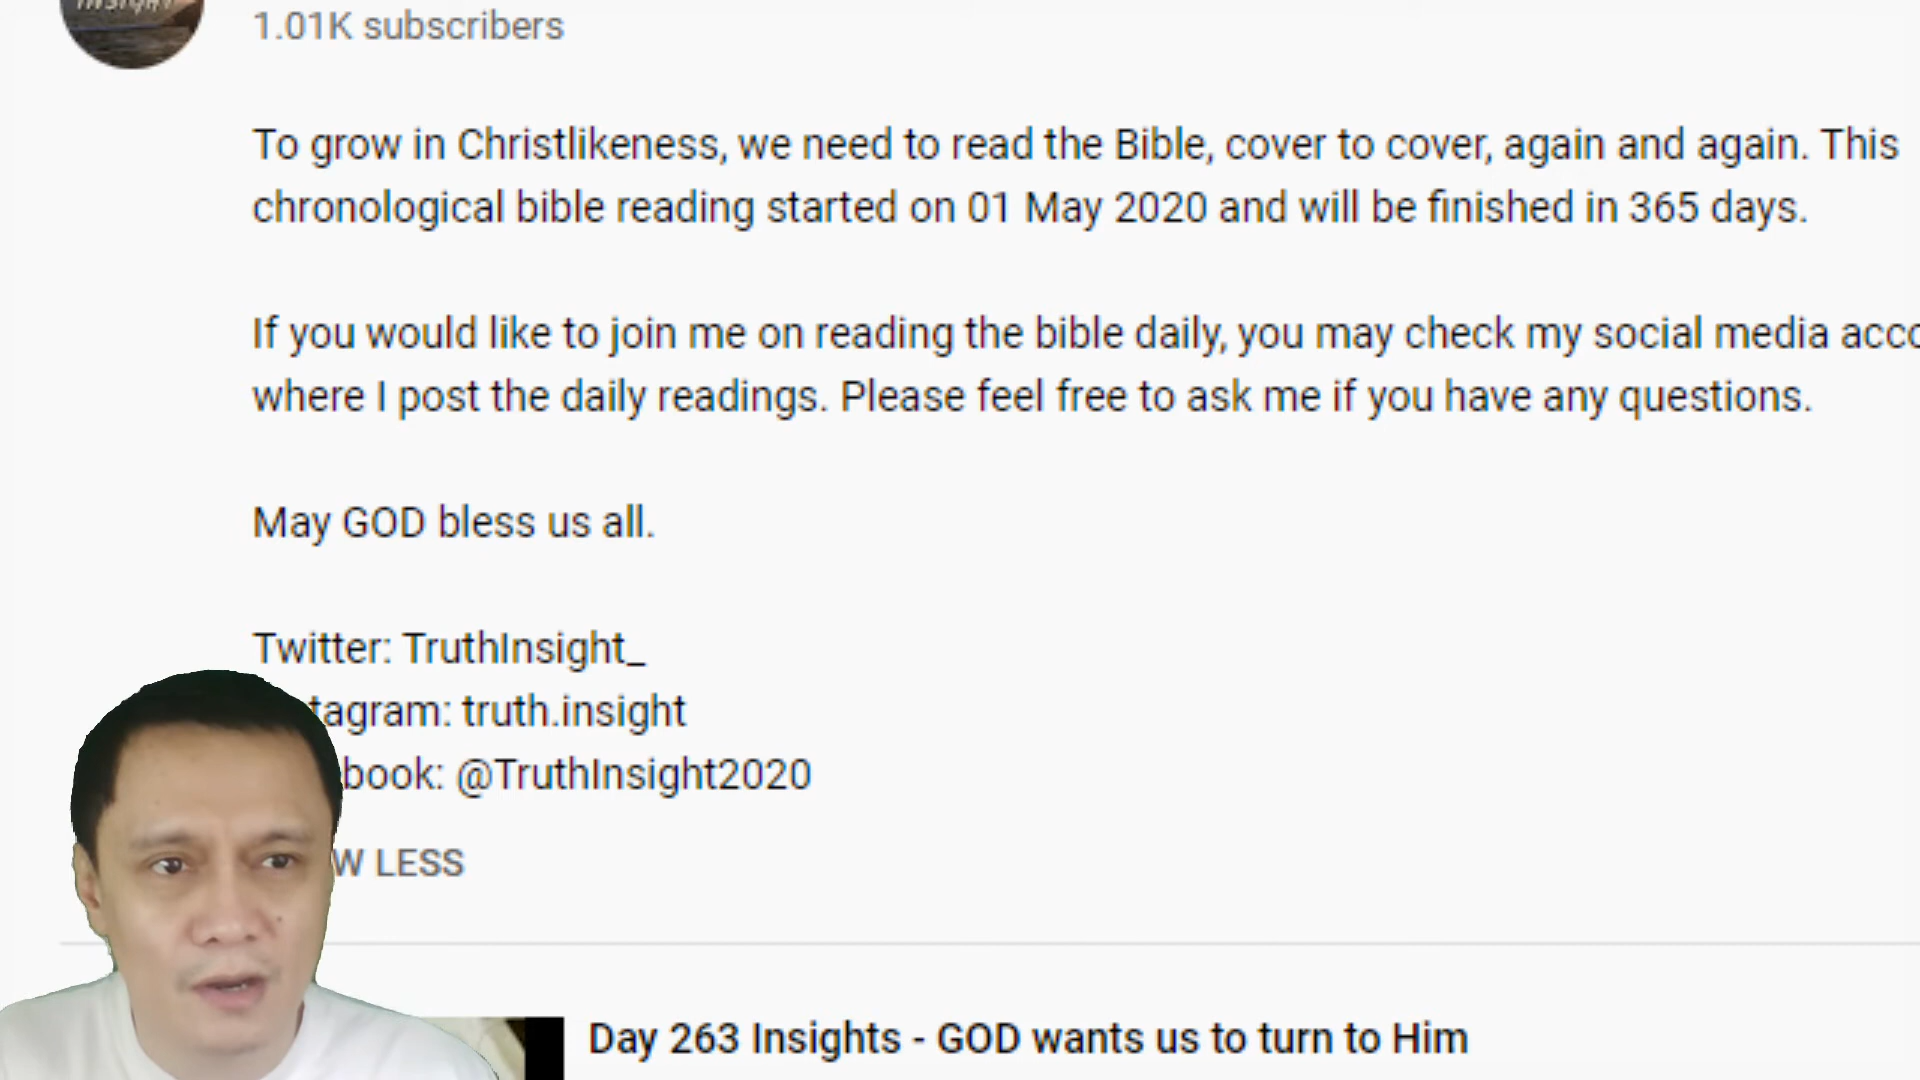 INSIGHT
1.01K subscribers
To grow in Christlikeness, we need to read the Bible, cover to cover, again and again. This
chronological bible reading started on 01 May 2020 and will be finished in 365 days.
If you would like to join me on reading the bible daily, you may check my social media acco
where I post the daily readings. Please feel free to ask me if you have any questions.
May GOD bless us all.
Twitter: TruthInsight_
tagram: truth.insight
book: @TruthInsight2020
W LESS
Day 263 Insights - GOD wants us to turn to Him